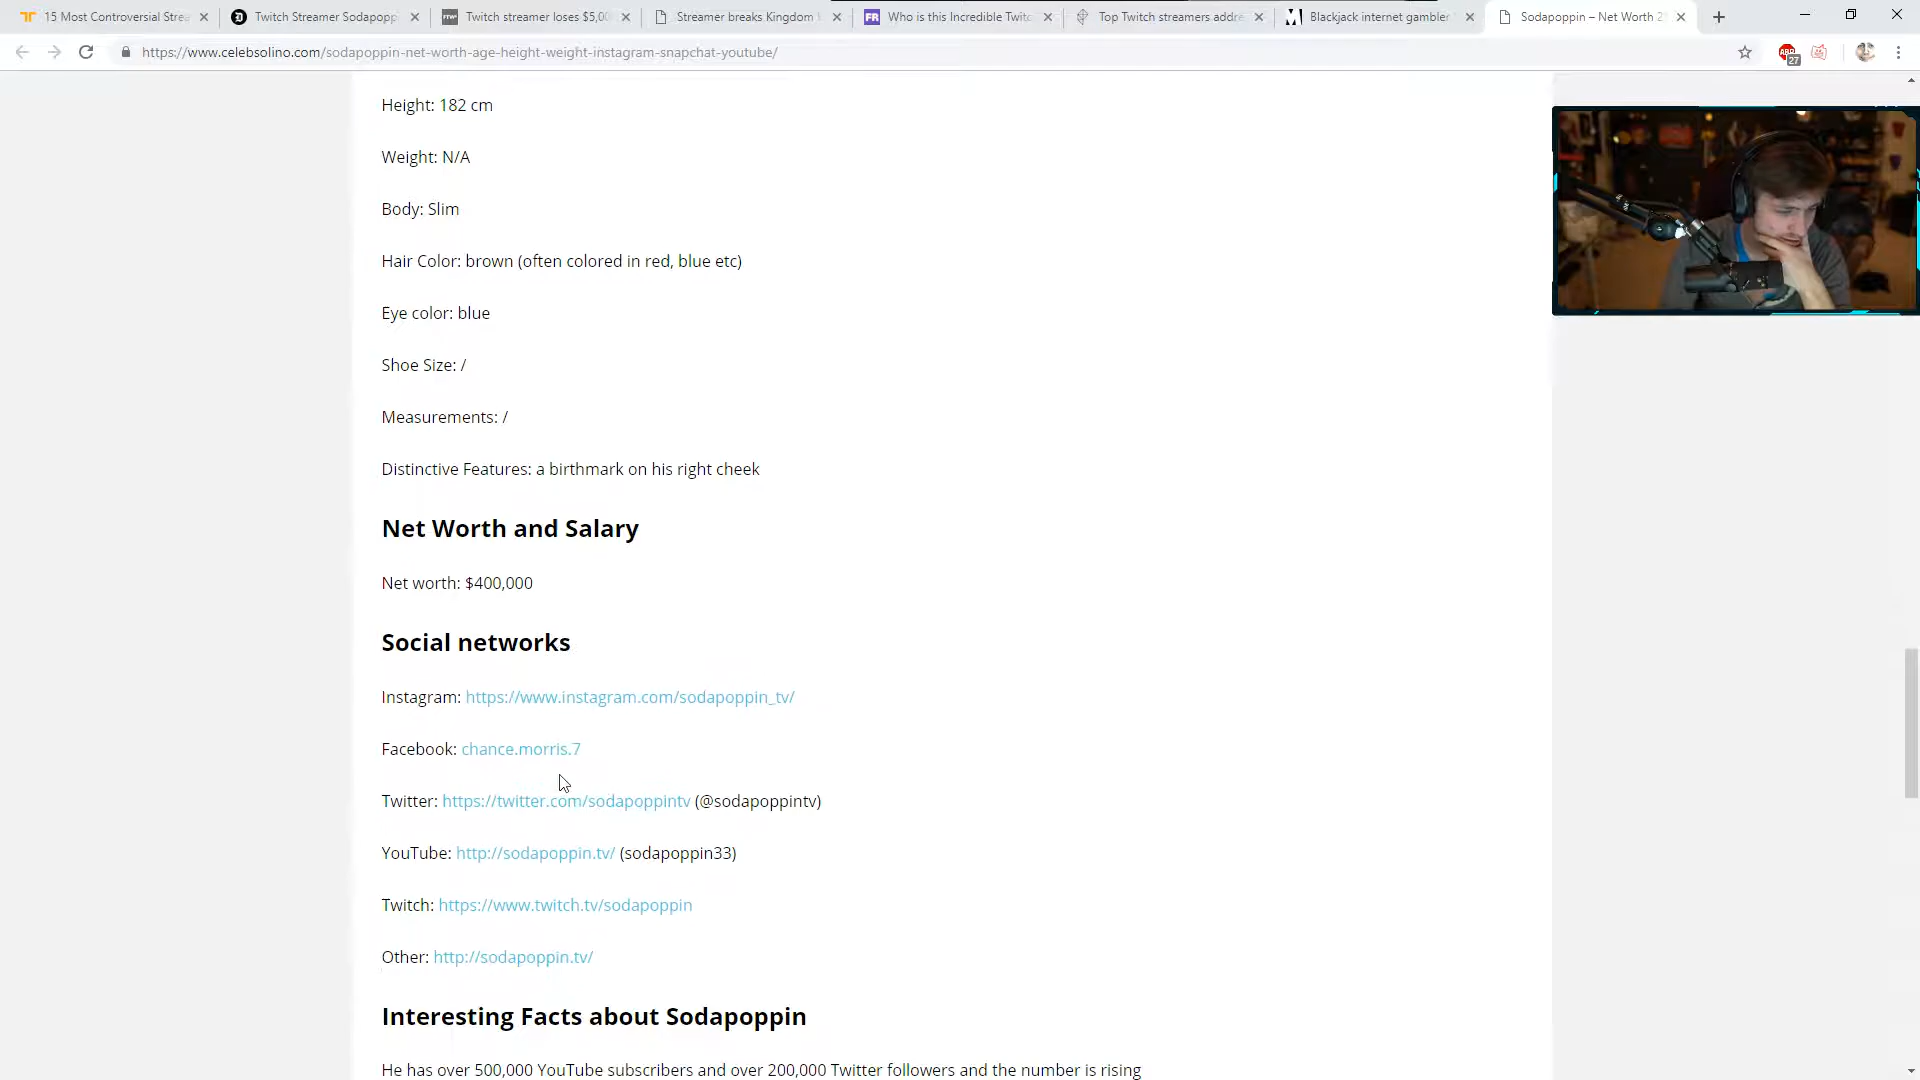 15 Most Controversial Strea
Twitch Streamer Sodapopp
Twitch streamer loses $5,00
Streamer breaks Kingdom
Who is this Incredible Twitc
Top Twitch streamers addre
Blackjack internet gambler
Sodapoppin – Net Worth 2
https://www.celebsolino.com/sodapoppin-net-worth-age-height-weight-instagram-snapchat-youtube/
27
Height: 182 cm
Weight: N/A
Body: Slim
Hair Color: brown (often colored in red, blue etc)
Eye color: blue
Shoe Size: /
Measurements: /
Distinctive Features: a birthmark on his right cheek
Net Worth and Salary
Net worth: $400,000
Social networks
Instagram: https://www.instagram.com/sodapoppin_tv/
Facebook: chance.morris.7
Twitter: https://twitter.com/sodapoppintv (@sodapoppintv)
YouTube: http://sodapoppin.tv/ (sodapoppin33)
Twitch: https://www.twitch.tv/sodapoppin
Other: http://sodapoppin.tv/
Interesting Facts about Sodapoppin
He has over 500,000 YouTube subscribers and over 200,000 Twitter followers and the number is rising